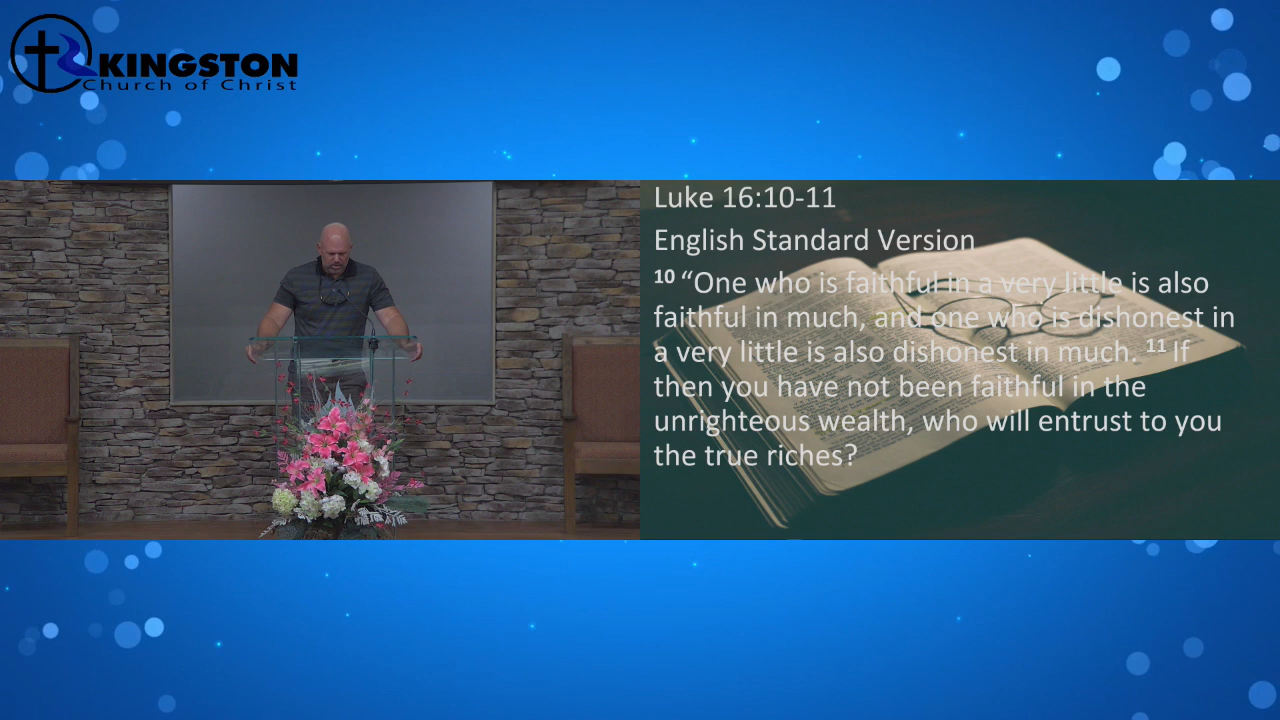 KINGSTON
Church of Christ
Luke 16:10-11
English Standard Version
10 “One who is faithful in a very little is also
faithful in much, and one who is dishonest in
a very little is also dishonest in much. 11 If
then you have not been faithful in the
unrighteous wealth, who will entrust to you
the true riches?